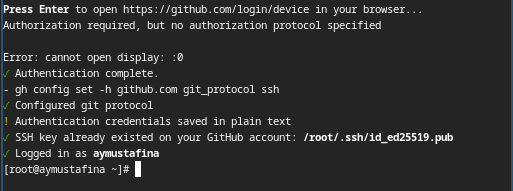 Press Enter to open https://github.com/login/device in your browser...
Authorization required, but no authorization protocol specified

Error: cannot open display: :0
✓ Authentication complete.
- gh config set -h github.com git_protocol ssh
✓ Configured git protocol
! Authentication credentials saved in plain text
✓ SSH key already existed on your GitHub account: /root/.ssh/id_ed25519.pub
✓ Logged in as aymustafina
[root@aymustafina ~]#